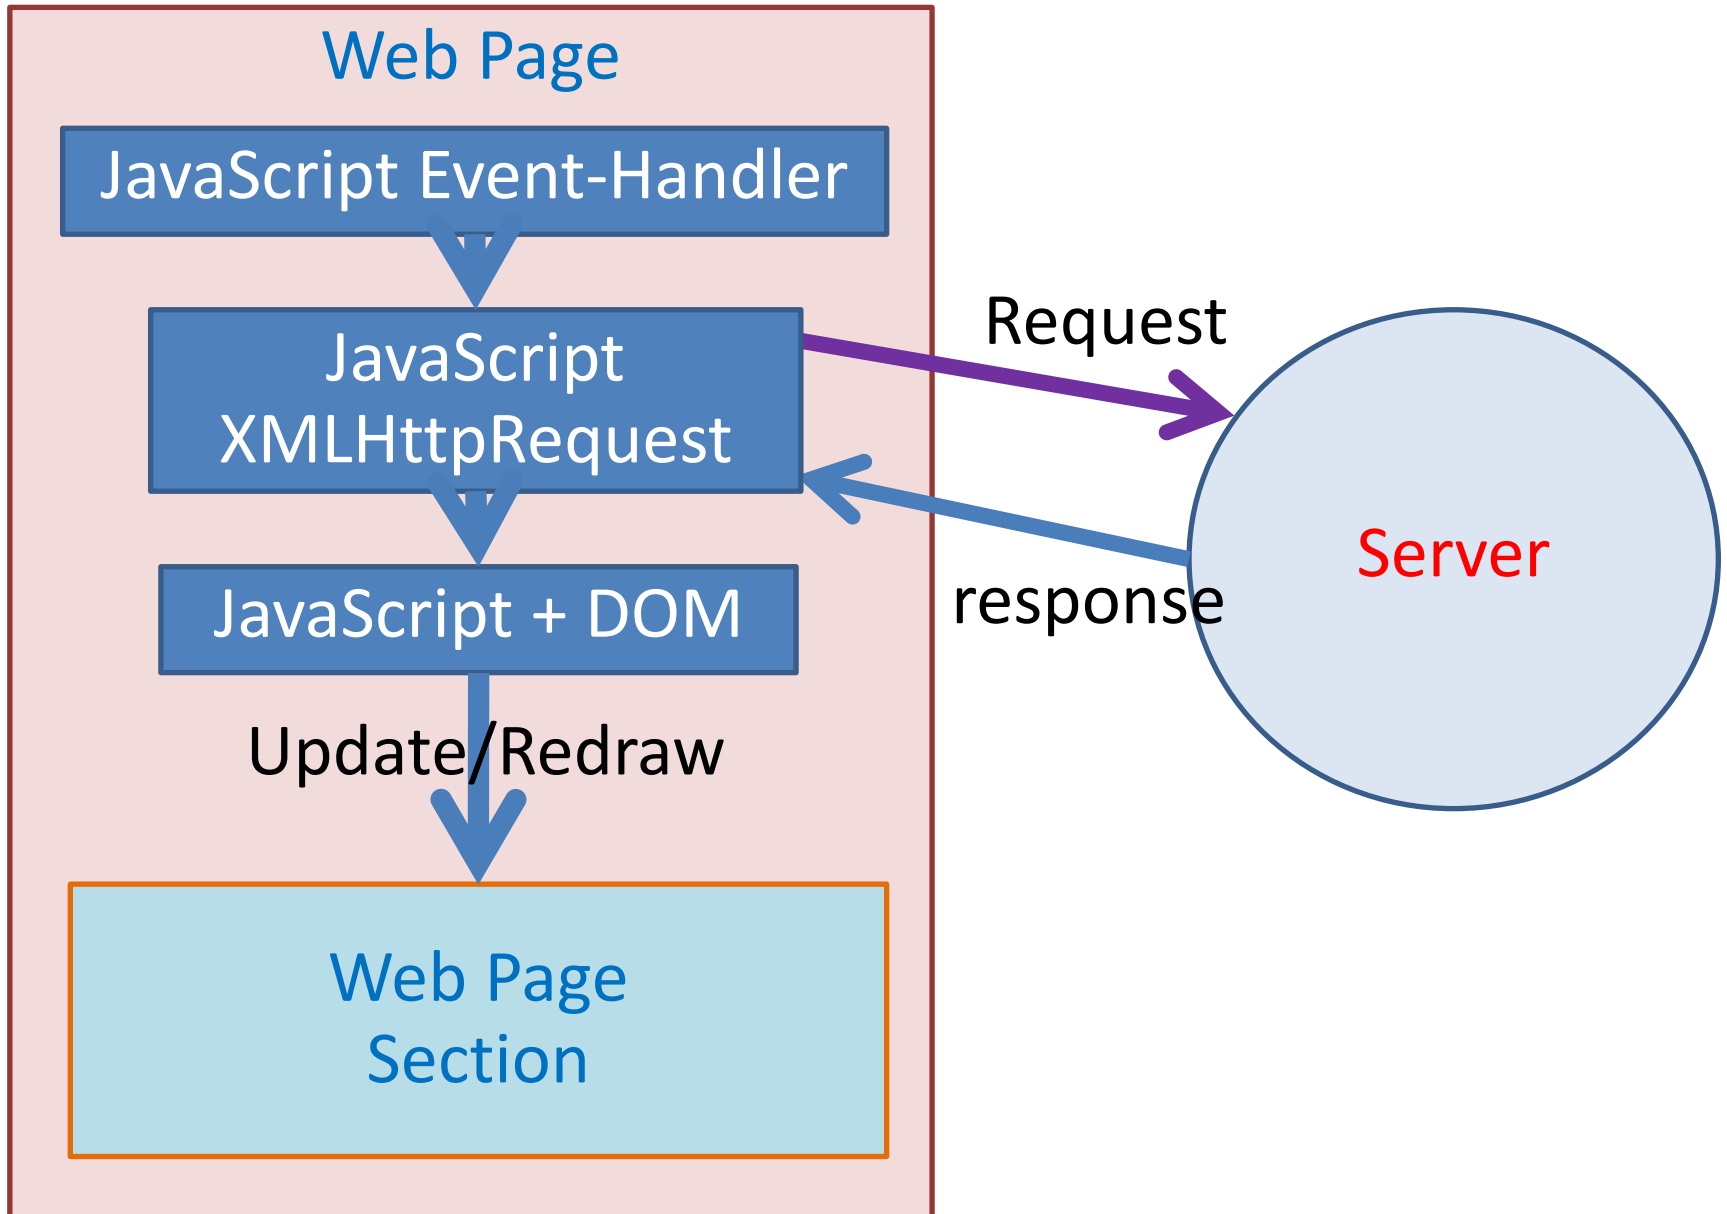 Web Page
JavaScript Event-Handler
JavaScript
XMLHttpRequest
Request
JavaScript + DOM
response
Server
Update/Redraw
Web Page
Section